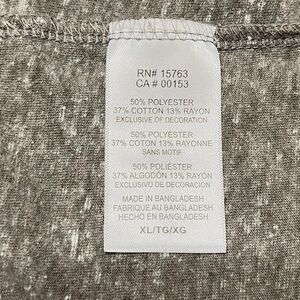 RN# 15763
CA # 00153
50% POLYESTER
37% COTTON 13% RAYON
EXCLUSIVE OF DECORATION
50% POLYESTER
37% COTTON 13% RAYONNE
SANS MOTIF
50% POLIÉSTER
37% ALGODÓN 13% RAYÓN
EXCLUSIVO DE DECORACIÓN
MADE IN BANGLADESH
FABRIQUE AU BANGLADESH
HECHO EN BANGLADESH
XL/TG/XG